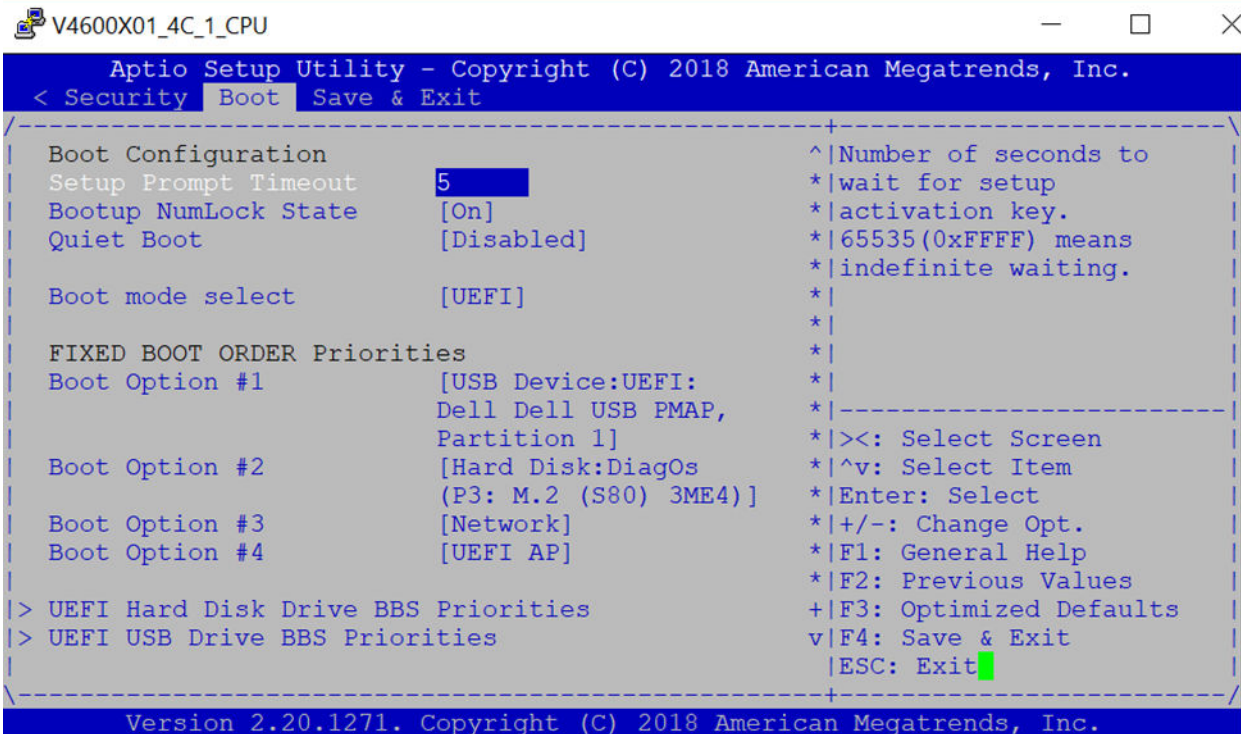 V4600X01_4C_1_CPU
Aptio Setup Utility - Copyright (C) 2018 American Megatrends, Inc.
< Security Boot Save & Exit
/----------------------------------------------------+-------------------------\
| Boot Configuration ^|Number of seconds to |
| Setup Prompt Timeout 5 *|wait for setup |
| Bootup NumLock State [On] *|activation key. |
| Quiet Boot [Disabled] *|65535(0xFFFF) means |
| *|indefinite waiting. |
| Boot mode select [UEFI] *| |
| *| |
| FIXED BOOT ORDER Priorities *| |
| Boot Option #1 [USB Device:UEFI: *| |
| Dell Dell USB PMAP, *|-------------------------|
| Partition 1] *|><: Select Screen |
| Boot Option #2 [Hard Disk:DiagOs *|^v: Select Item |
| (P3: M.2 (S80) 3ME4)] *|Enter: Select |
| Boot Option #3 [Network] *|+/-: Change Opt. |
| Boot Option #4 [UEFI AP] *|F1: General Help |
| *|F2: Previous Values |
|> UEFI Hard Disk Drive BBS Priorities +|F3: Optimized Defaults |
|> UEFI USB Drive BBS Priorities v|F4: Save & Exit |
| |ESC: Exit |
\----------------------------------------------------+-------------------------/
Version 2.20.1271. Copyright (C) 2018 American Megatrends, Inc.